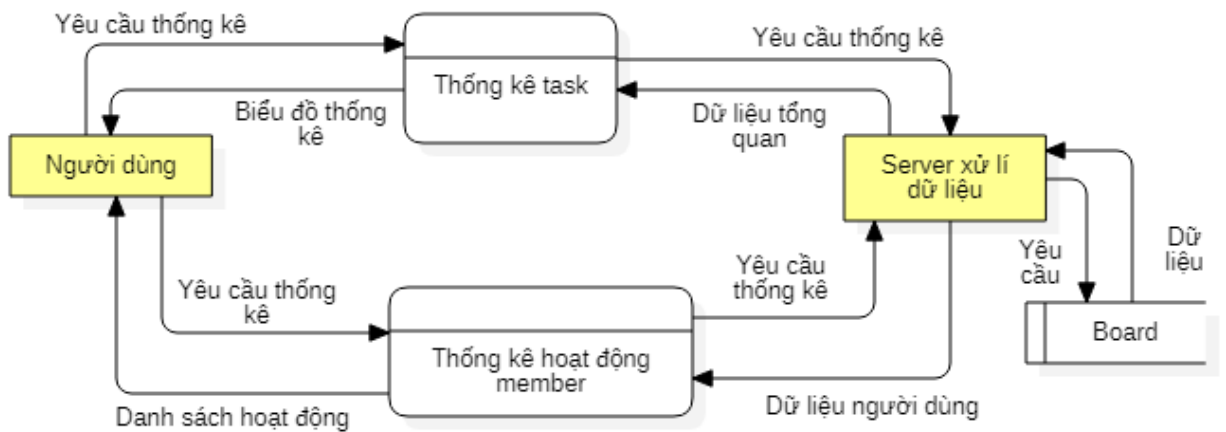 Yêu cầu thống kê
Yêu cầu thống kê
Thống kê task
Biểu đồ thống
kê
Dữ liệu tổng
quan
Người dùng
Server xử lí
dữ liệu
Yêu cầu thống
kê
Yêu cầu
thống kê
Yêu
cầu
Dữ
liệu
Board
Thống kê hoạt động
member
Danh sách hoạt động
Dữ liệu người dùng